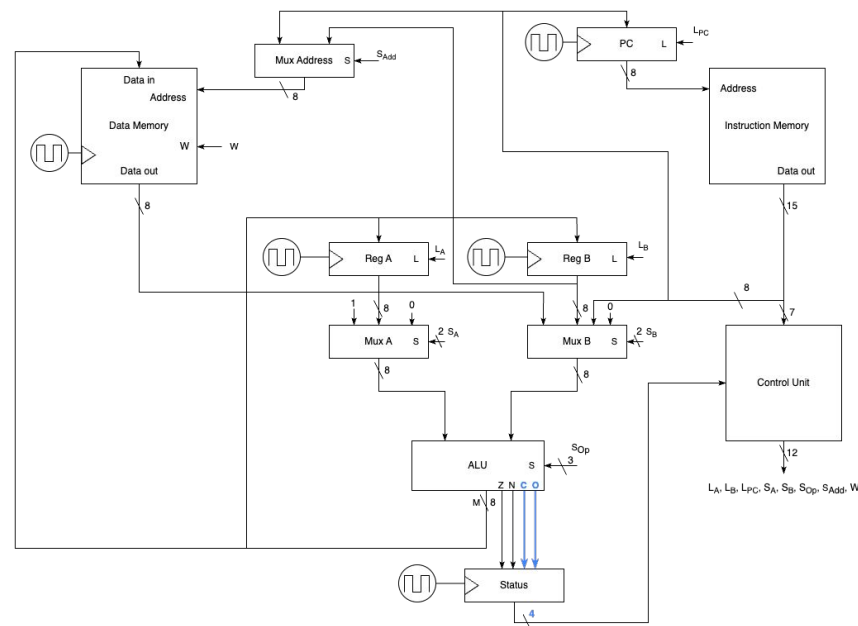 Mux Address
S
S_Add
8
PC
L
L_PC
8
Data in
Address
Data Memory
W
W
Data out
8
Address
Instruction Memory
Data out
15
Reg A
L
L_A
Reg B
L
L_B
8
7
1
8
0
Mux A
S
2
S_A
8
8
0
Mux B
S
2
S_B
8
Control Unit
12
L_A, L_B, L_PC, S_A, S_B, S_Op, S_Add, W
ALU
S
S_Op
3
Z N C O
M
8
Status
4